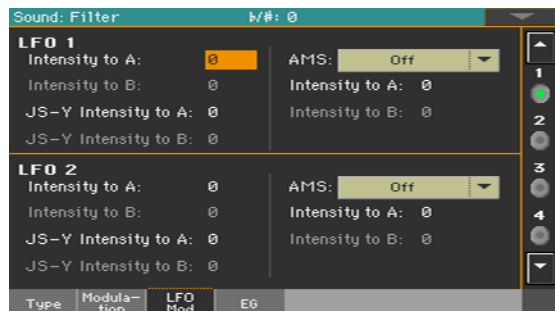 Sound: Filter ♭/#: 0
LFO 1
Intensity to A: 0 AMS: Off
Intensity to B: 0 Intensity to A: 0
JS-Y Intensity to A: 0 Intensity to B: 0
JS-Y Intensity to B: 0
LFO 2
Intensity to A: 0 AMS: Off
Intensity to B: 0 Intensity to A: 0
JS-Y Intensity to A: 0 Intensity to B: 0
JS-Y Intensity to B: 0
1
2
3
4
Type Modula-tion LFO Mod EG